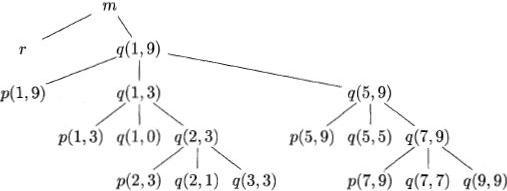 m
r q(1,9)
p(1,9) q(1,3) q(5,9)
p(1,3) q(1,0) q(2,3) p(5,9) q(5,5) q(7,9)
p(2,3) q(2,1) q(3,3) p(7,9) q(7,7) q(9,9)